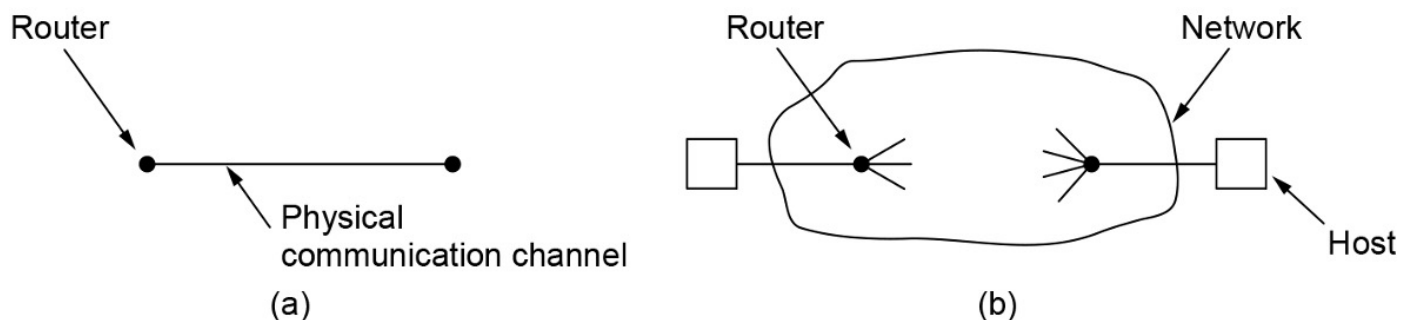 Router
Physical
communication channel
(a)
Router
Network
Host
(b)